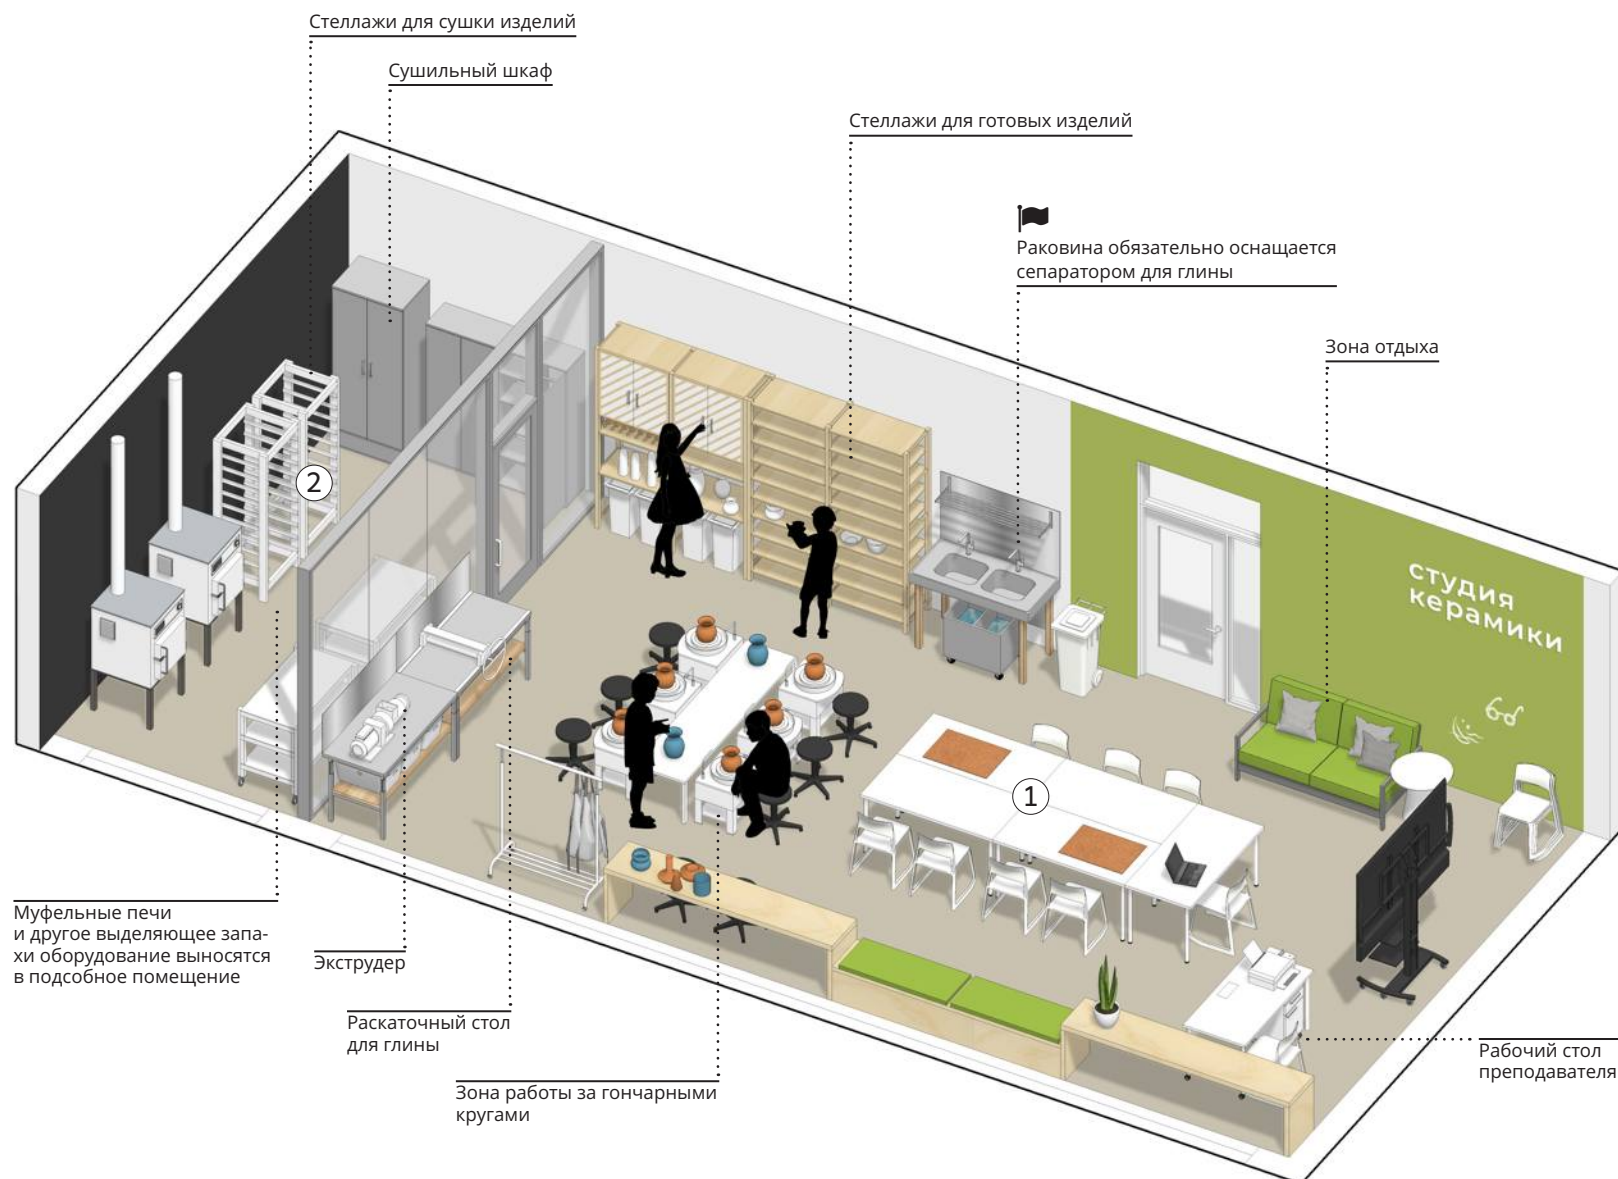 Стеллажи для сушки изделий
Сушильный шкаф
Стеллажи для готовых изделий
Раковина обязательно оснащается
сепаратором для глины
Зона отдыха
студия
керамики
2
1
Муфельные печи
и другое выделяющее запа-
хи оборудование выносятся
в подсобное помещение
Экструдер
Раскаточный стол
для глины
Зона работы за гончарными
кругами
Рабочий стол
преподавателя